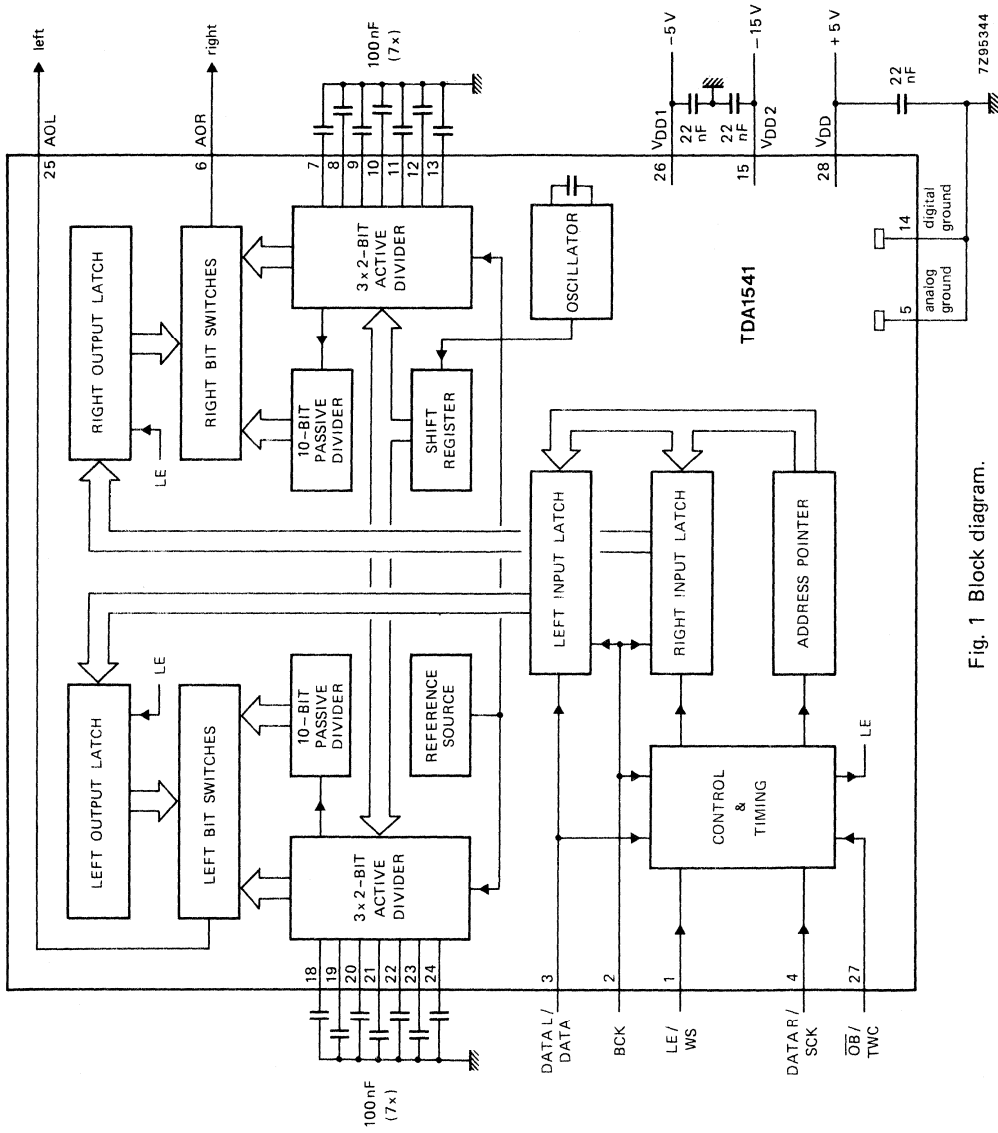 left
25 AOL
right
6 AOR
100 nF
(7x)
7
8
9
10
11
12
13
RIGHT OUTPUT LATCH
LE
RIGHT BIT SWITCHES
3 x 2-BIT
ACTIVE
DIVIDER
10-BIT
PASSIVE
DIVIDER
SHIFT
REGISTER
OSCILLATOR
LEFT OUTPUT LATCH
LE
LEFT BIT SWITCHES
10-BIT
PASSIVE
DIVIDER
3 x 2-BIT
ACTIVE
DIVIDER
REFERENCE
SOURCE
18
19
20
21
22
23
24
100 nF
(7x)
LEFT INPUT LATCH
RIGHT INPUT LATCH
ADDRESS POINTER
CONTROL
&
TIMING
LE
DATA L/
DATA
3
BCK
2
LE/
WS
1
DATA R/
SCK
4
O̅B̅/
TWC
27
TDA1541
26
VDD1
-5 V
22
nF
22
nF
15
VDD2
-15 V
28
VDD
+5 V
22
nF
5
analog
ground
14
digital
ground
7Z95344
Fig. 1 Block diagram.